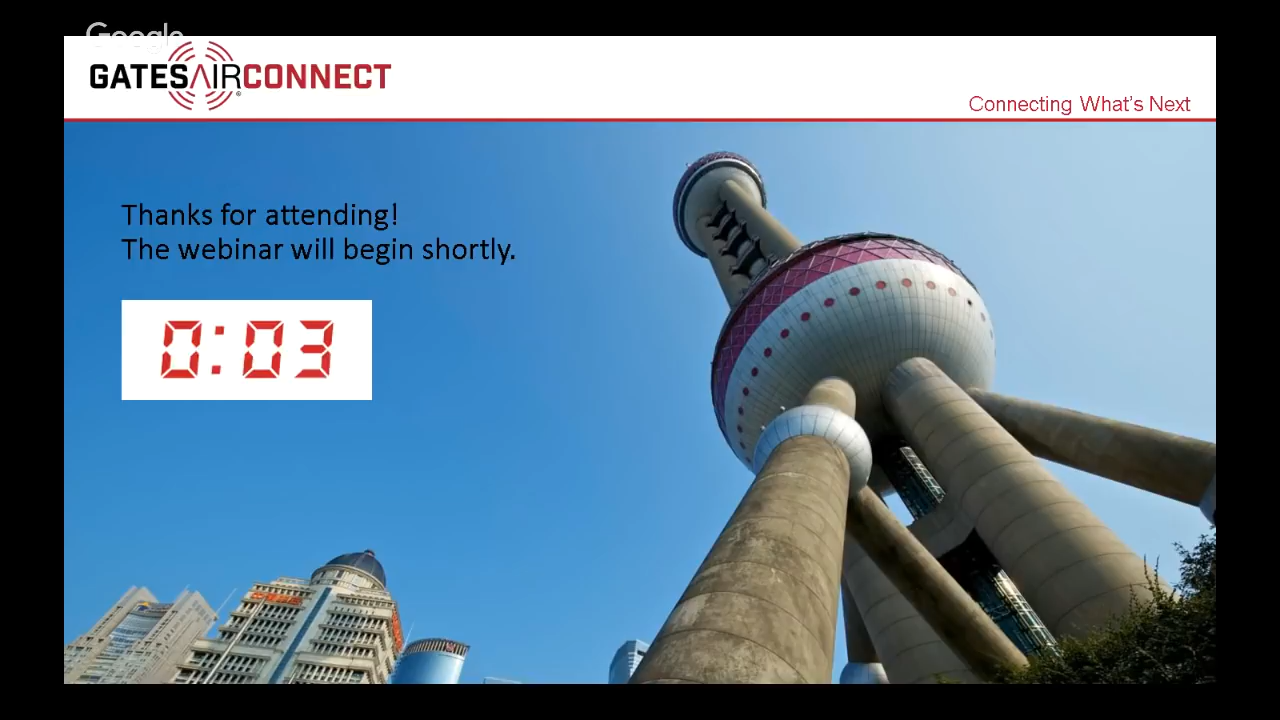 Google
GATESAIRCONNECT®
Connecting What's Next
Thanks for attending!
The webinar will begin shortly.
0:03